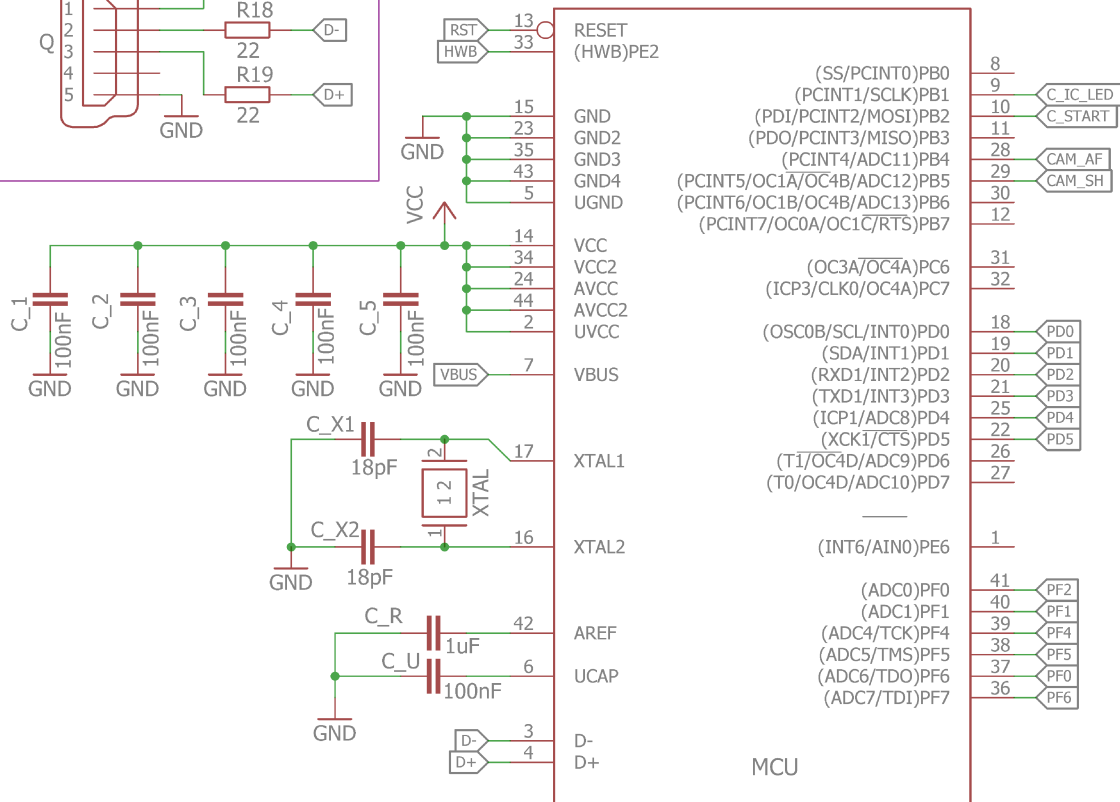 1
2
3
4
5
Q
R18
22
D-
R19
22
D+
GND
RST
13
RESET
HWB
33
(HWB)PE2
15
GND
23
GND2
35
GND3
43
GND4
5
UGND
GND
VCC
14
VCC
34
VCC2
24
AVCC
44
AVCC2
2
UVCC
C_1
100nF
GND
C_2
100nF
GND
C_3
100nF
GND
C_4
100nF
GND
C_5
100nF
GND
VBUS
7
VBUS
C_X1
18pF
2
1 2
XTAL
1
17
XTAL1
C_X2
18pF
GND
16
XTAL2
C_R
1uF
42
AREF
C_U
100nF
6
UCAP
GND
D-
3
D-
D+
4
D+
(SS/PCINT0)PB0
8
(PCINT1/SCLK)PB1
9
C_IC_LED
(PDI/PCINT2/MOSI)PB2
10
C_START
(PDO/PCINT3/MISO)PB3
11
(PCINT4/ADC11)PB4
28
CAM_AF
(PCINT5/OC1A/OC4B/ADC12)PB5
29
CAM_SH
(PCINT6/OC1B/OC4B/ADC13)PB6
30
(PCINT7/OC0A/OC1C/RTS)PB7
12
(OC3A/OC4A)PC6
31
(ICP3/CLK0/OC4A)PC7
32
(OSC0B/SCL/INT0)PD0
18
PD0
(SDA/INT1)PD1
19
PD1
(RXD1/INT2)PD2
20
PD2
(TXD1/INT3)PD3
21
PD3
(ICP1/ADC8)PD4
25
PD4
(XCK1/CTS)PD5
22
PD5
(T1/OC4D/ADC9)PD6
26
(T0/OC4D/ADC10)PD7
27
(INT6/AIN0)PE6
1
(ADC0)PF0
41
PF2
(ADC1)PF1
40
PF1
(ADC4/TCK)PF4
39
PF4
(ADC5/TMS)PF5
38
PF5
(ADC6/TDO)PF6
37
PF0
(ADC7/TDI)PF7
36
PF6
MCU